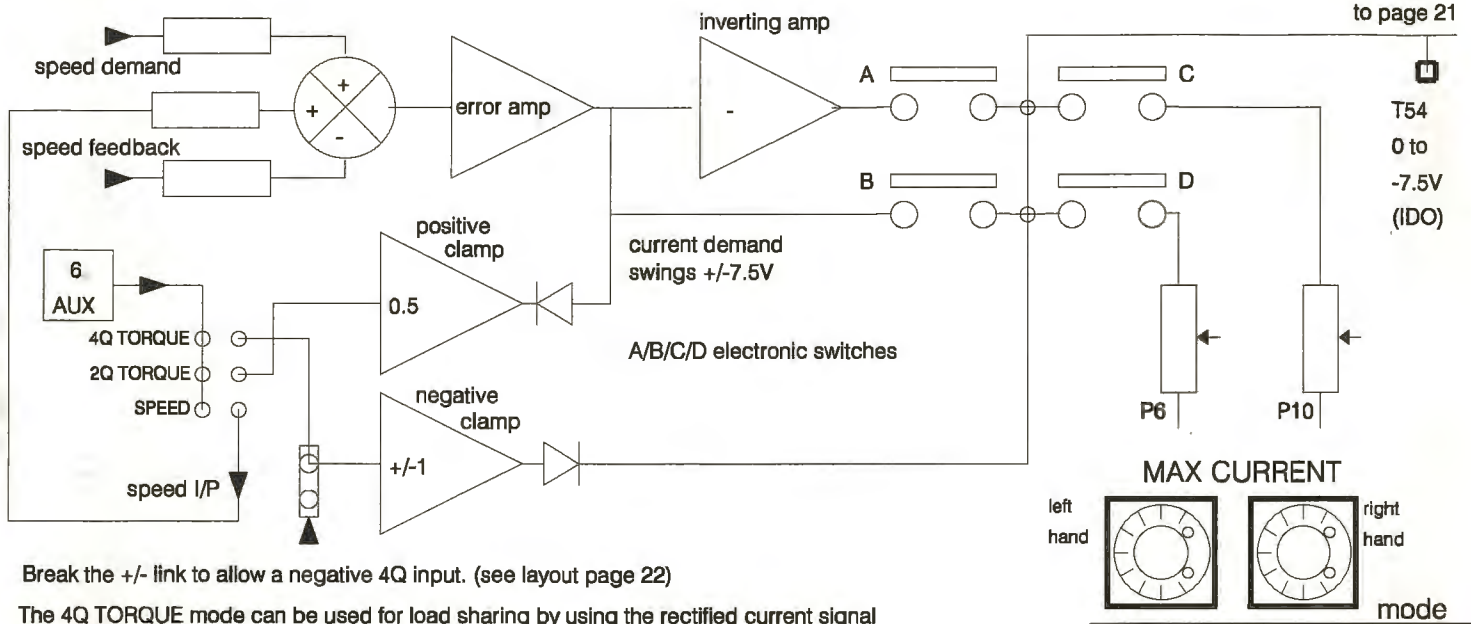 to page 21
inverting amp
speed demand
+
+
-
error amp
-
A
C
T54
0 to
-7.5V
(IDO)
speed feedback
B
D
positive
clamp
current demand
swings +/-7.5V
6
AUX
0.5
4Q TORQUE
2Q TORQUE
SPEED
A/B/C/D electronic switches
negative
clamp
P6
P10
+/-1
speed I/P
MAX CURRENT
left
hand
right
hand
Break the +/- link to allow a negative 4Q input. (see layout page 22)
The 4Q TORQUE mode can be used for load sharing by using the rectified current signal
mode